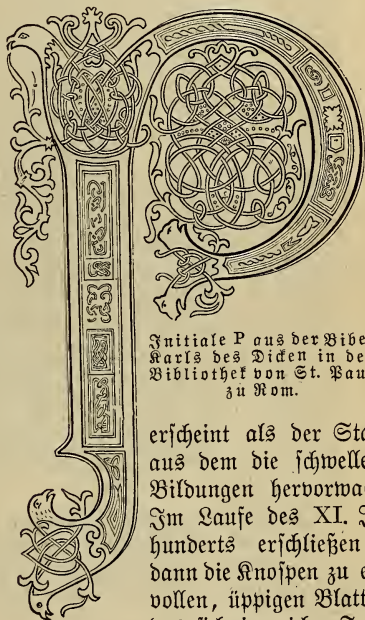 Initiale P aus der Bibe
Karls des Dicken in de
Bibliothek von St. Pau
zu Rom.
erscheint als der Sta
aus dem die schwelle
Bildungen hervorwa
Im Laufe des XI. J
hunderts erschließen
dann die Knospen zu e
vollen, üppigen Blatt